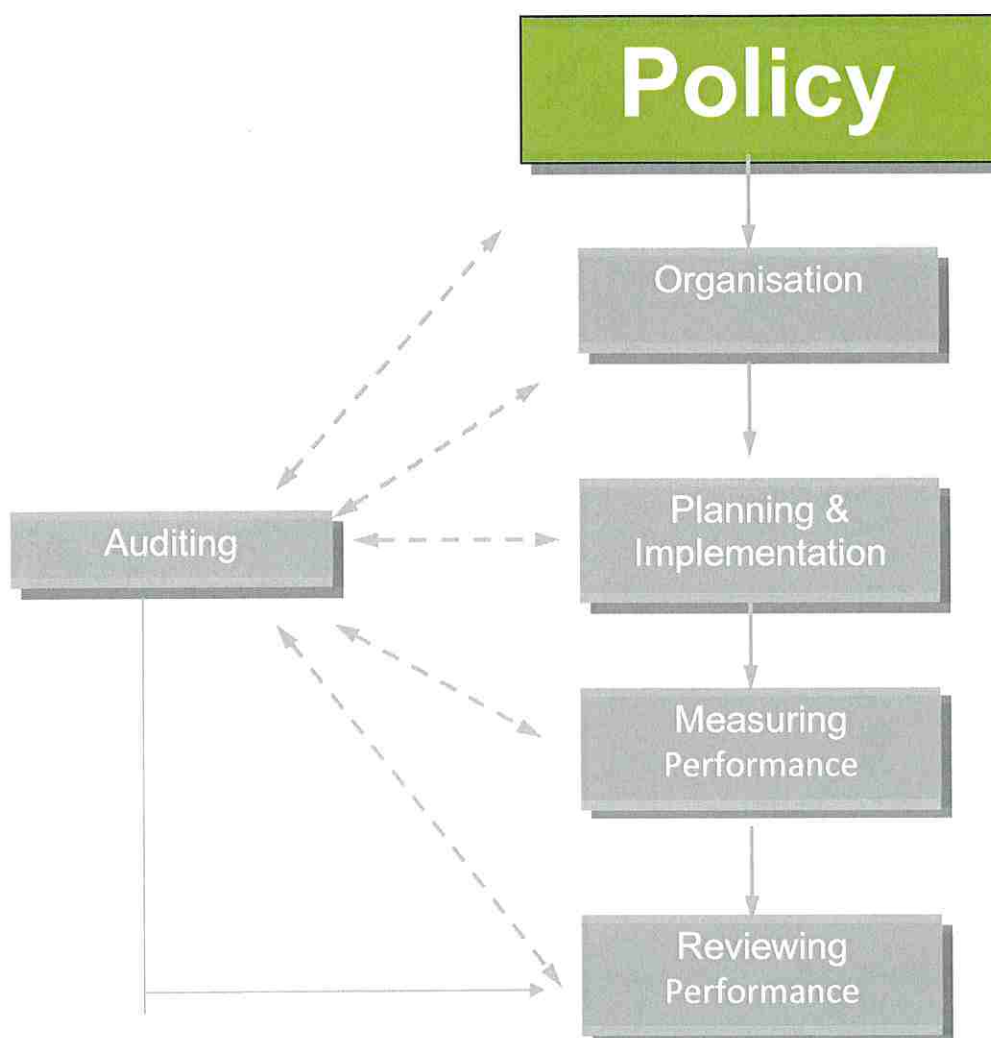 Policy
Organisation
Auditing
Planning &
Implementation
Measuring
Performance
Reviewing
Performance